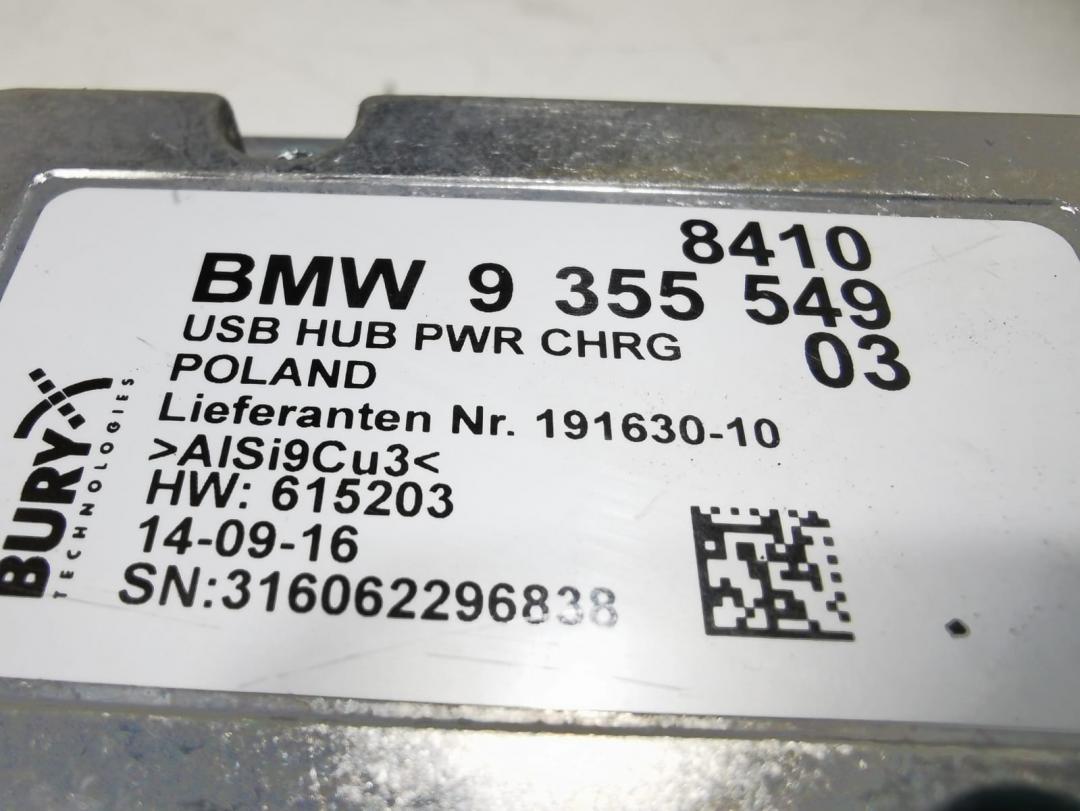 8410
BMW 9 355 549
USB HUB PWR CHRG 03
POLAND
Lieferanten Nr. 191630-10
>AlSi9Cu3<
HW: 615203
14-09-16
SN:316062296838
BURY
TECHNOLOGIES